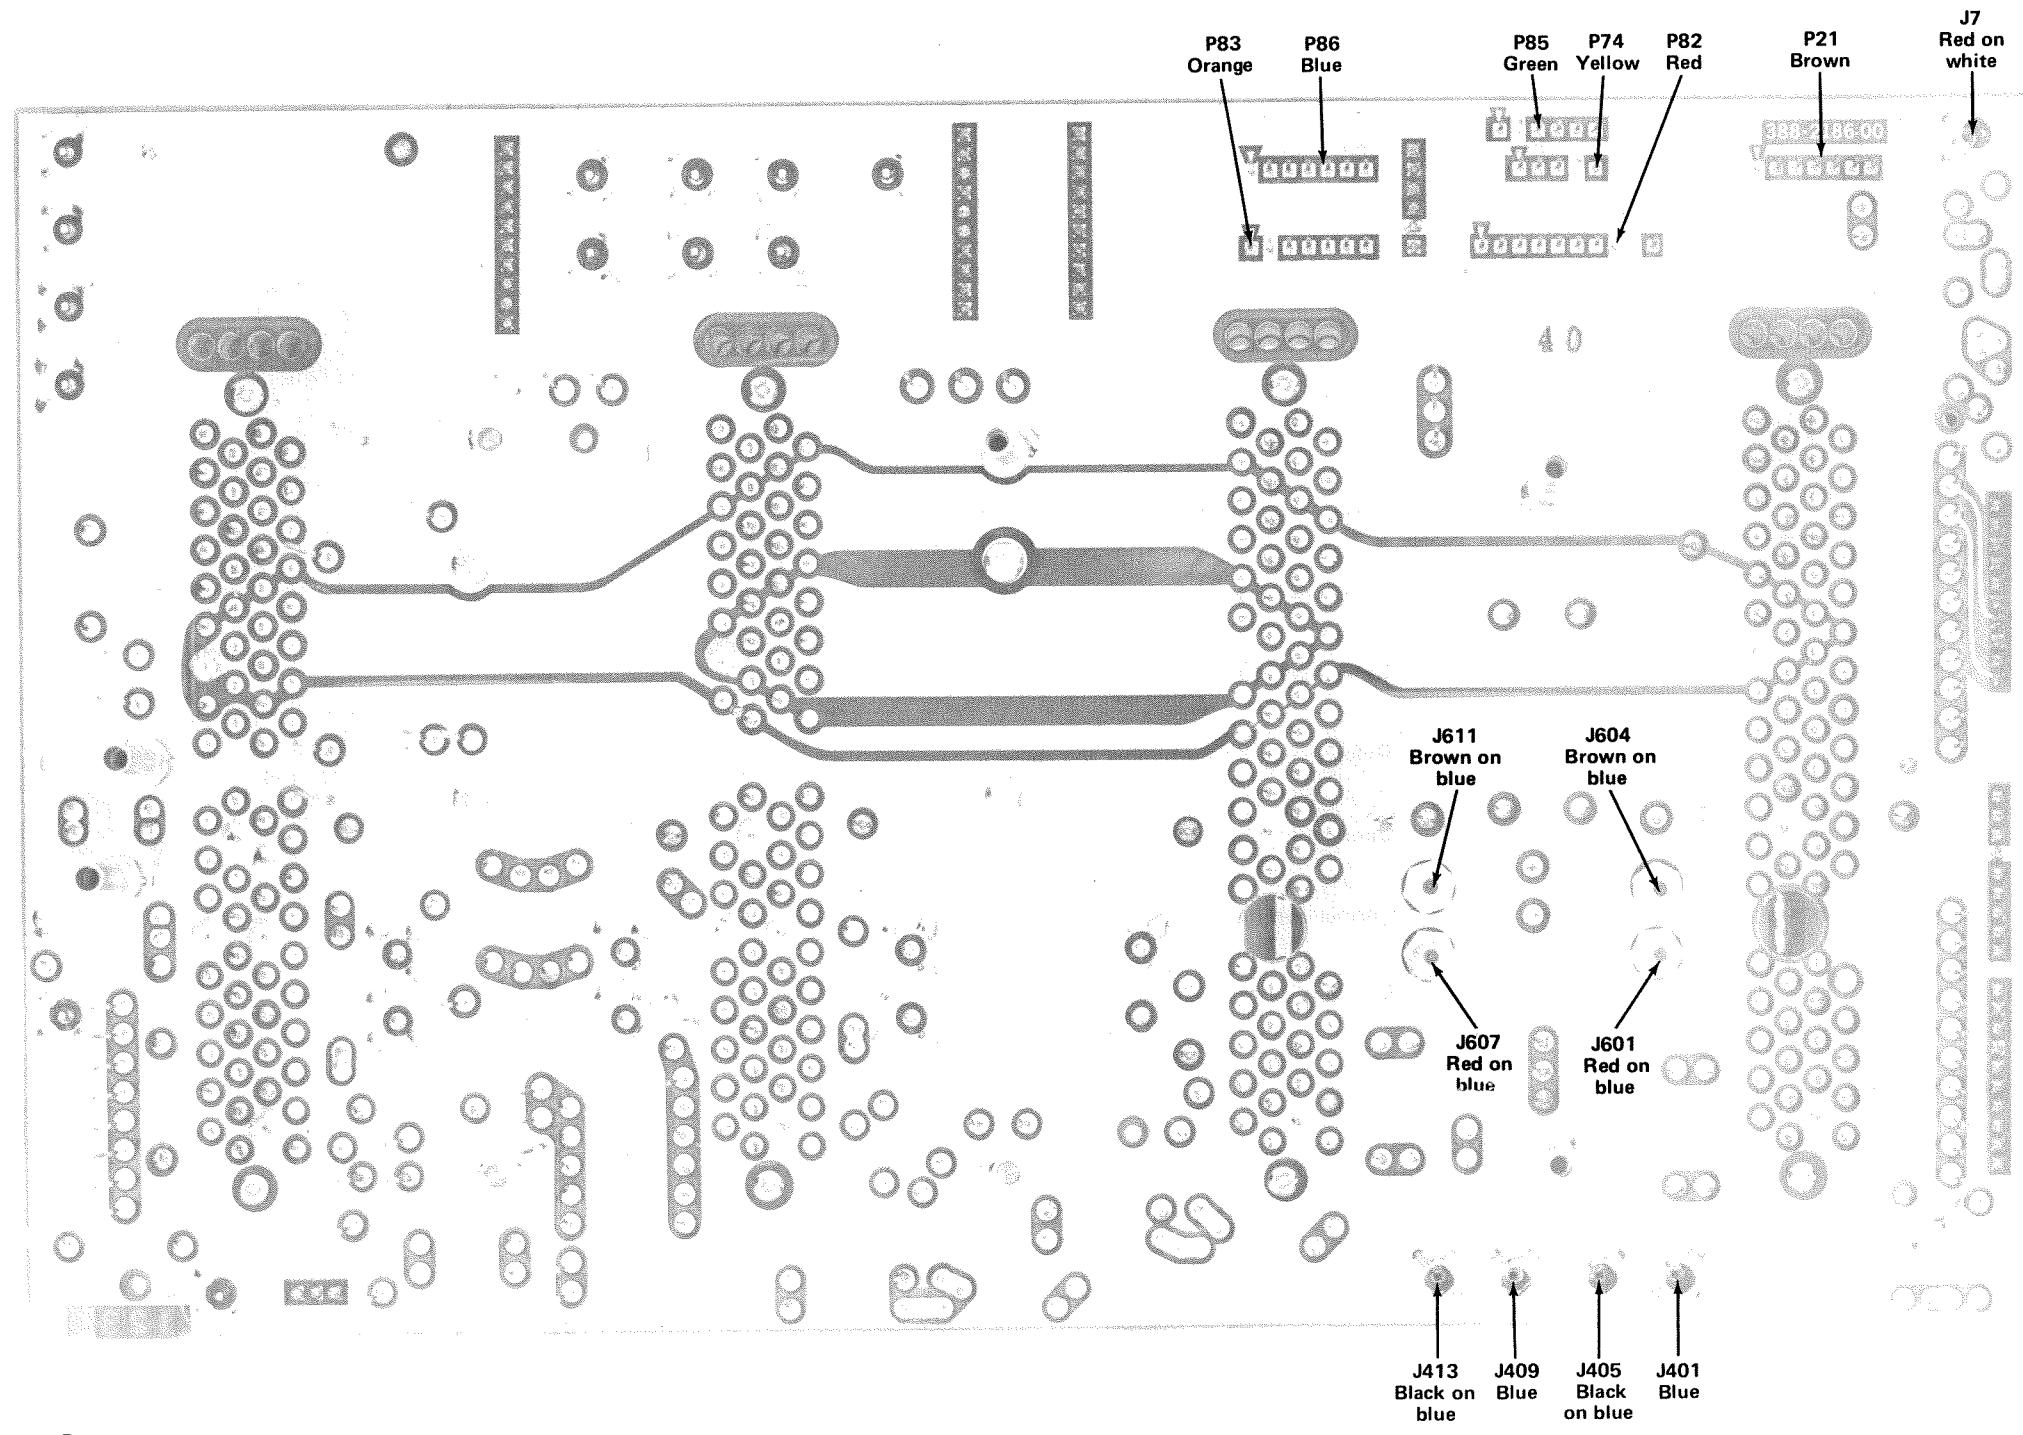 P83
Orange
P86
Blue
P85
Green
P74
Yellow
P82
Red
P21
Brown
J7
Red on
white
388-2186-00
40
J611
Brown on
blue
J604
Brown on
blue
J607
Red on
blue
J601
Red on
blue
J413
Black on
blue
J409
Blue
J405
Black
on blue
J401
Blue